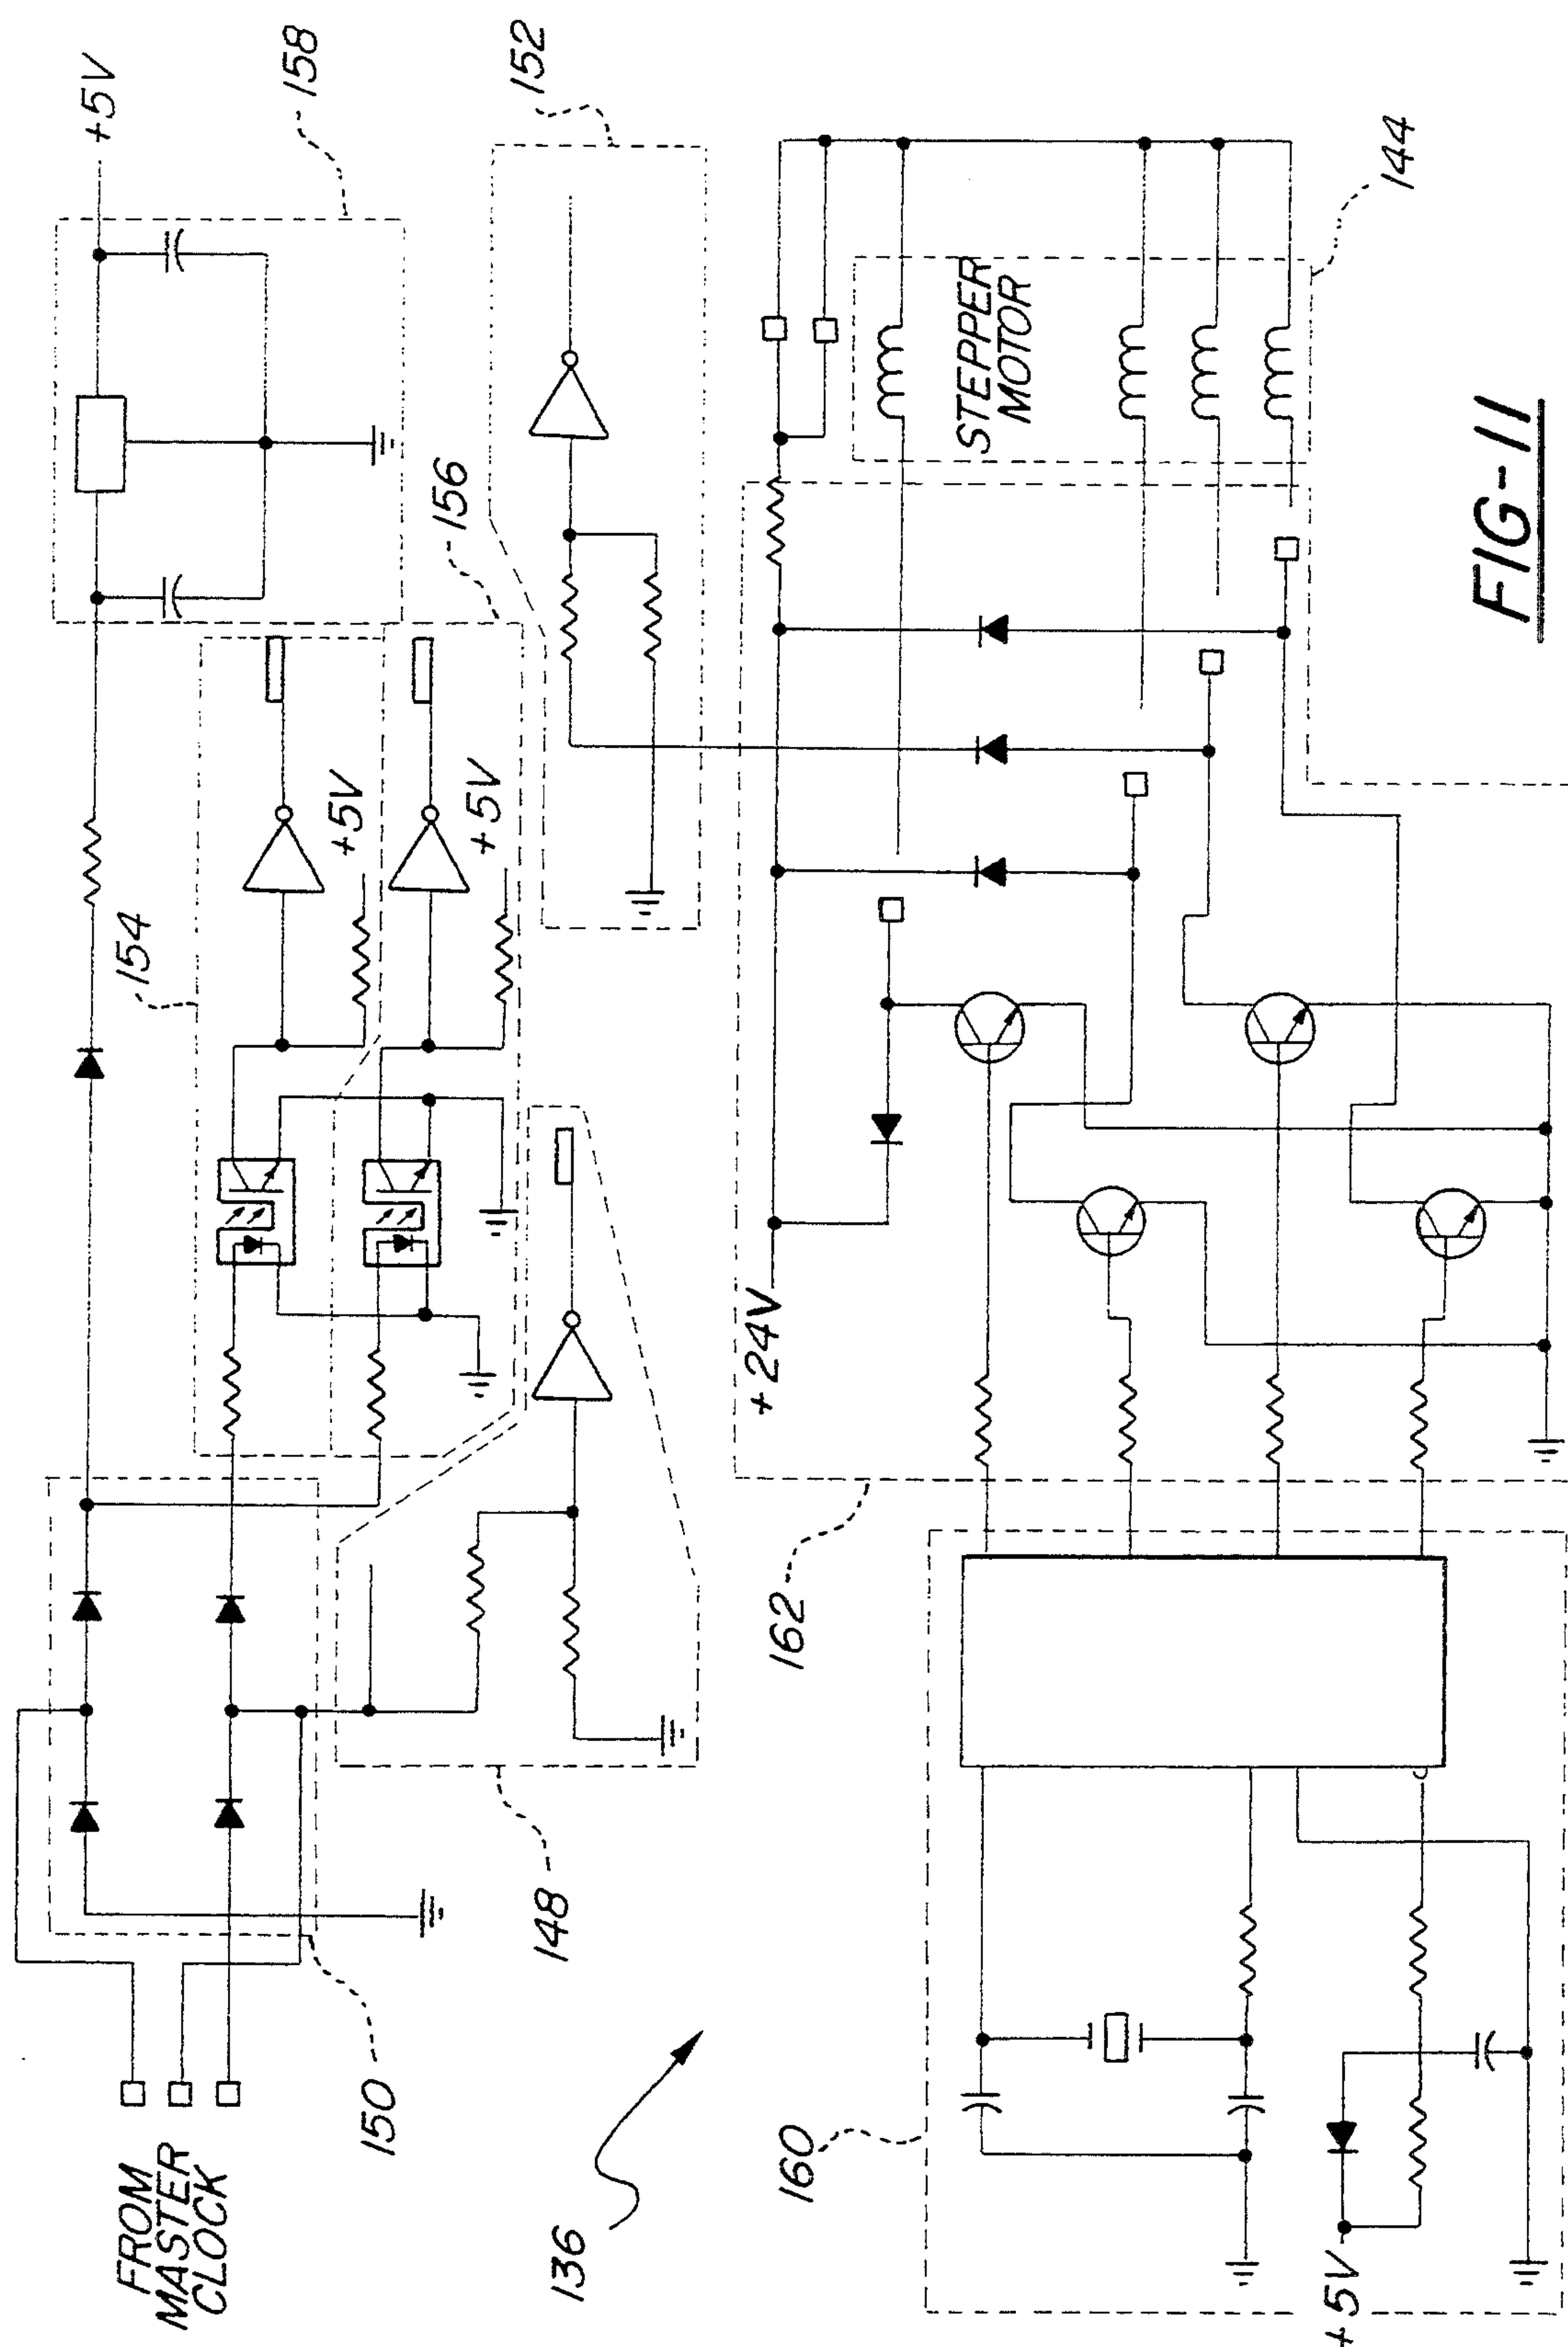 FROM
MASTER
CLOCK
150
148
154
156
158
+5V
+5V
+5V
152
136
160
+5V
162
+24V
STEPPER
MOTOR
144
FIG-11